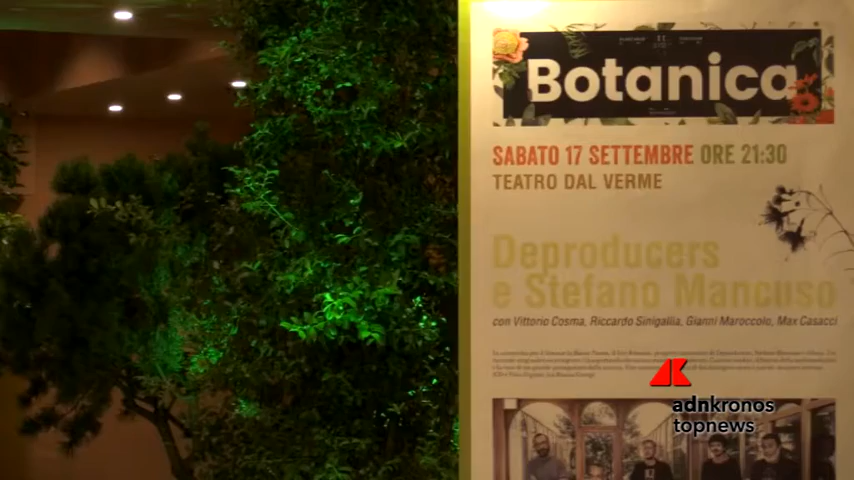 Botanica
SABATO 17 SETTEMBRE ORE 21:30
TEATRO DAL VERME
Deproducers
e Stefano Mancuso
con Vittorio Cosma, Riccardo Sinigallia, Gianni Maroccolo, Max Casacci
adnkronos
topnews